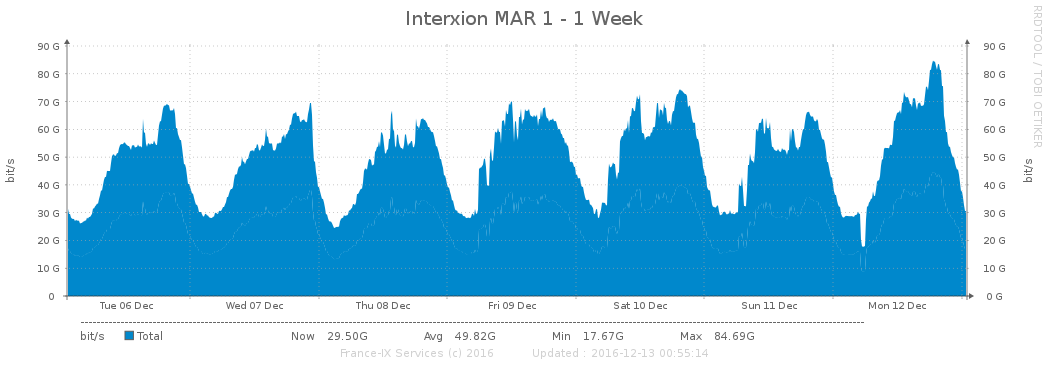 Interxion MAR 1 - 1 Week
RRDTOOL / TOBI OETIKER
bit/s
90 G 90 G
80 G 80 G
70 G 70 G
60 G 60 G
50 G 50 G
40 G 40 G
30 G 30 G
20 G 20 G
10 G 10 G
0 0 G
bit/s
Tue 06 Dec Wed 07 Dec Thu 08 Dec Fri 09 Dec Sat 10 Dec Sun 11 Dec Mon 12 Dec
bit/s Total Now 29.50G Avg 49.82G Min 17.67G Max 84.69G
France-IX Services (c) 2016 Updated : 2016-12-13 00:55:14